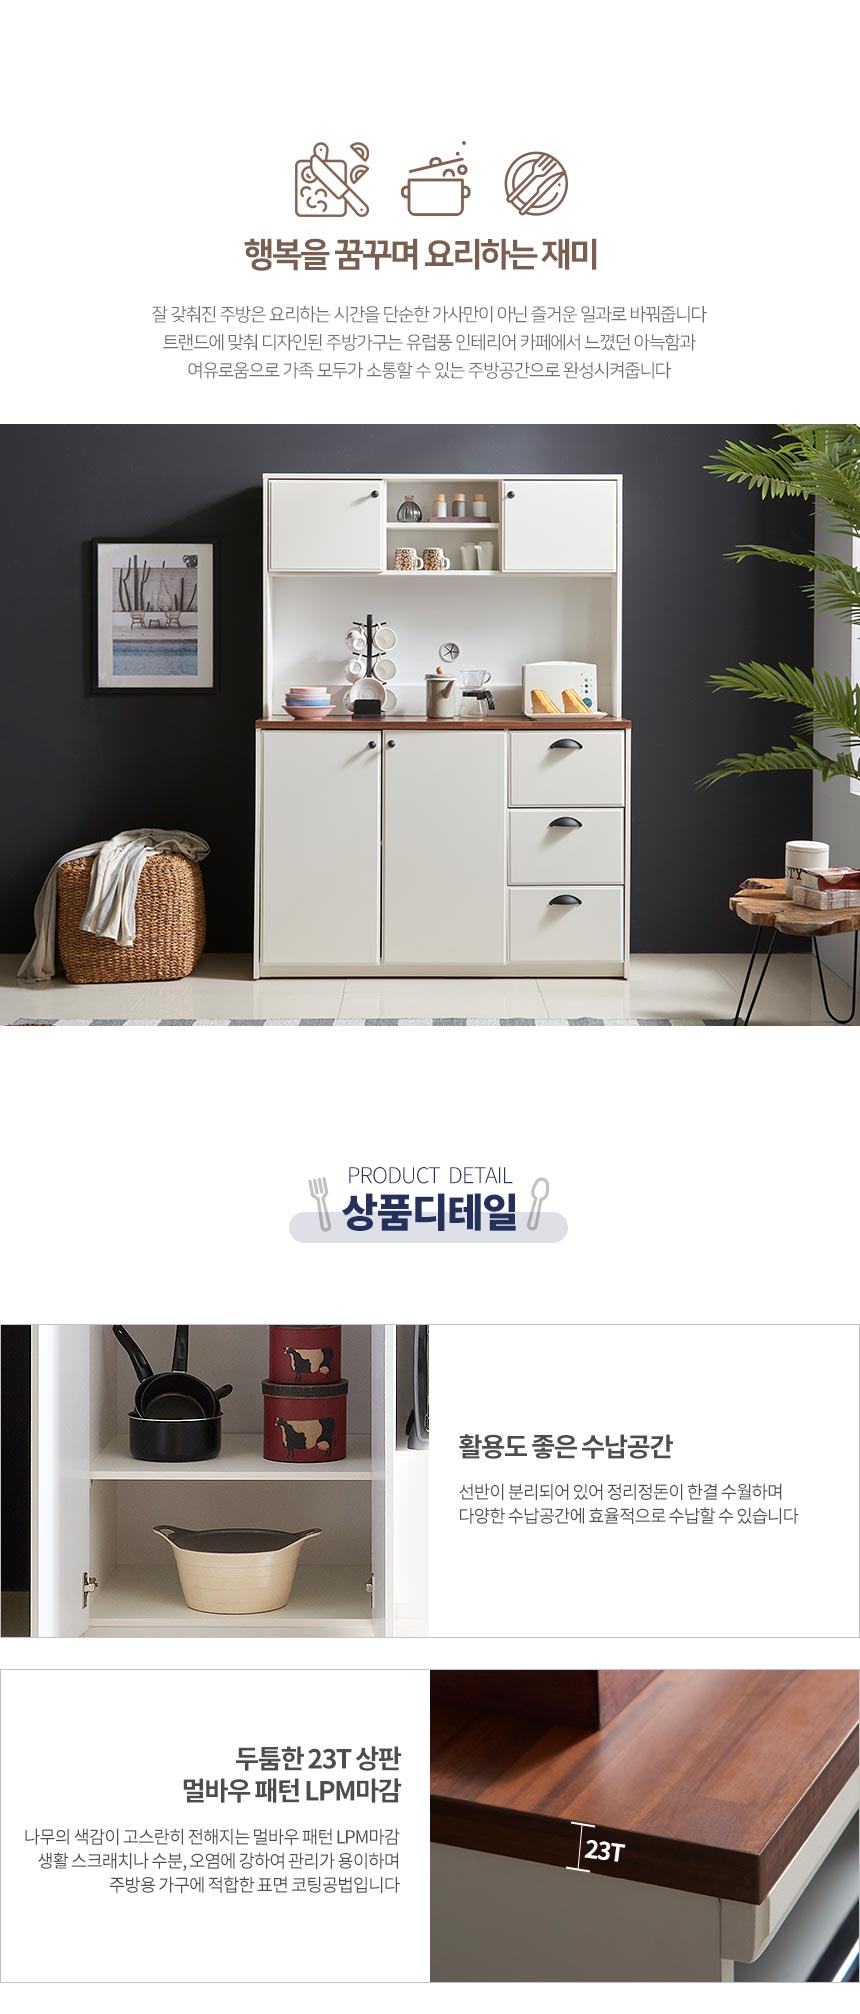 행복을 꿈꾸며 요리하는 재미
잘 갖춰진 주방은 요리하는 시간을 단순한 가사만이 아닌 즐거운 일과로 바꿔줍니다
트랜드에 맞춰 디자인된 주방가구는 유럽풍 인테리어 카페에서 느꼈던 아늑함과
여유로움으로 가족 모두가 소통할 수 있는 주방공간으로 완성시켜줍니다
PRODUCT DETAIL
상품디테일
활용도 좋은 수납공간
선반이 분리되어 있어 정리정돈이 한결 수월하며
다양한 수납공간에 효율적으로 수납할 수 있습니다
두툼한 23T 상판
멀바우 패턴 LPM마감
나무의 색감이 고스란히 전해지는 멀바우 패턴 LPM마감
생활 스크래치나 수분, 오염에 강하여 관리가 용이하며
주방용 가구에 적합한 표면 코팅공법입니다
23T